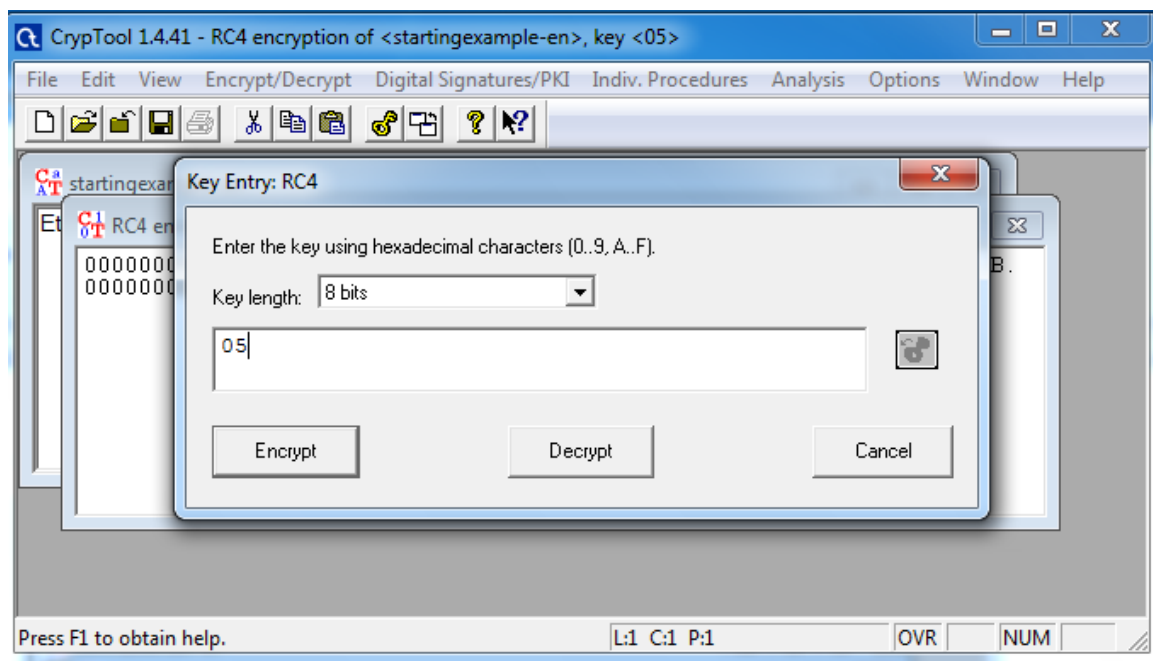 CrypTool 1.4.41 - RC4 encryption of <startingexample-en>, key <05>
File Edit View Encrypt/Decrypt Digital Signatures/PKI Indiv. Procedures Analysis Options Window Help
startingexar
Key Entry: RC4
Et
RC4 en
Enter the key using hexadecimal characters (0..9, A..F).
0000000
B.
0000000
Key length: 8 bits
05
Encrypt Decrypt Cancel
Press F1 to obtain help. L:1 C:1 P:1 OVR NUM